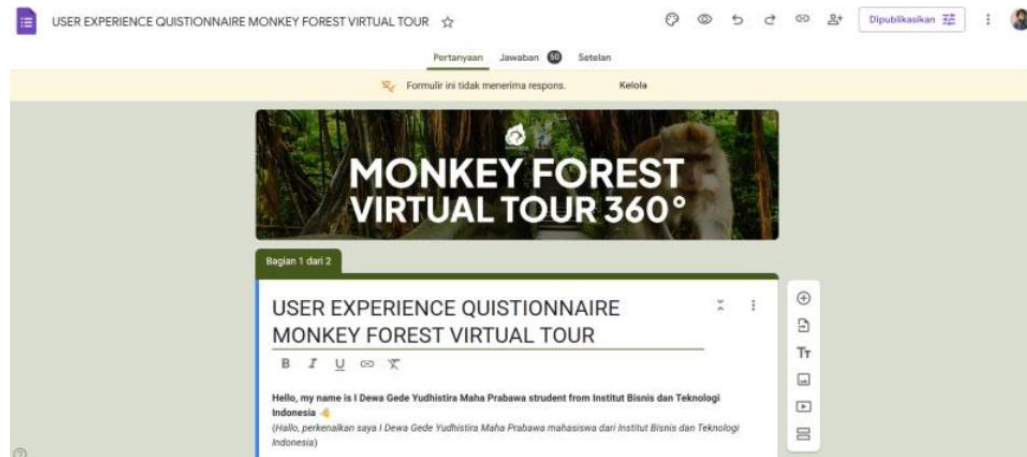 USER EXPERIENCE QUISTIONNAIRE MONKEY FOREST VIRTUAL TOUR
Dipublikasikan
Pertanyaan Jawaban 50 Setelan
Formulir ini tidak menerima respons. Kelola
MONKEY FOREST
VIRTUAL TOUR 360°
Bagian 1 dari 2
USER EXPERIENCE QUISTIONNAIRE
MONKEY FOREST VIRTUAL TOUR
B I U
Tt
Hello, my name is I Dewa Gede Yudhistira Maha Prabawa strudent from Institut Bisnis dan Teknologi
Indonesia 🤙
(Hallo, perkenalkan saya I Dewa Gede Yudhistira Maha Prabawa mahasiswa dari Institut Bisnis dan Teknologi
Indonesia)